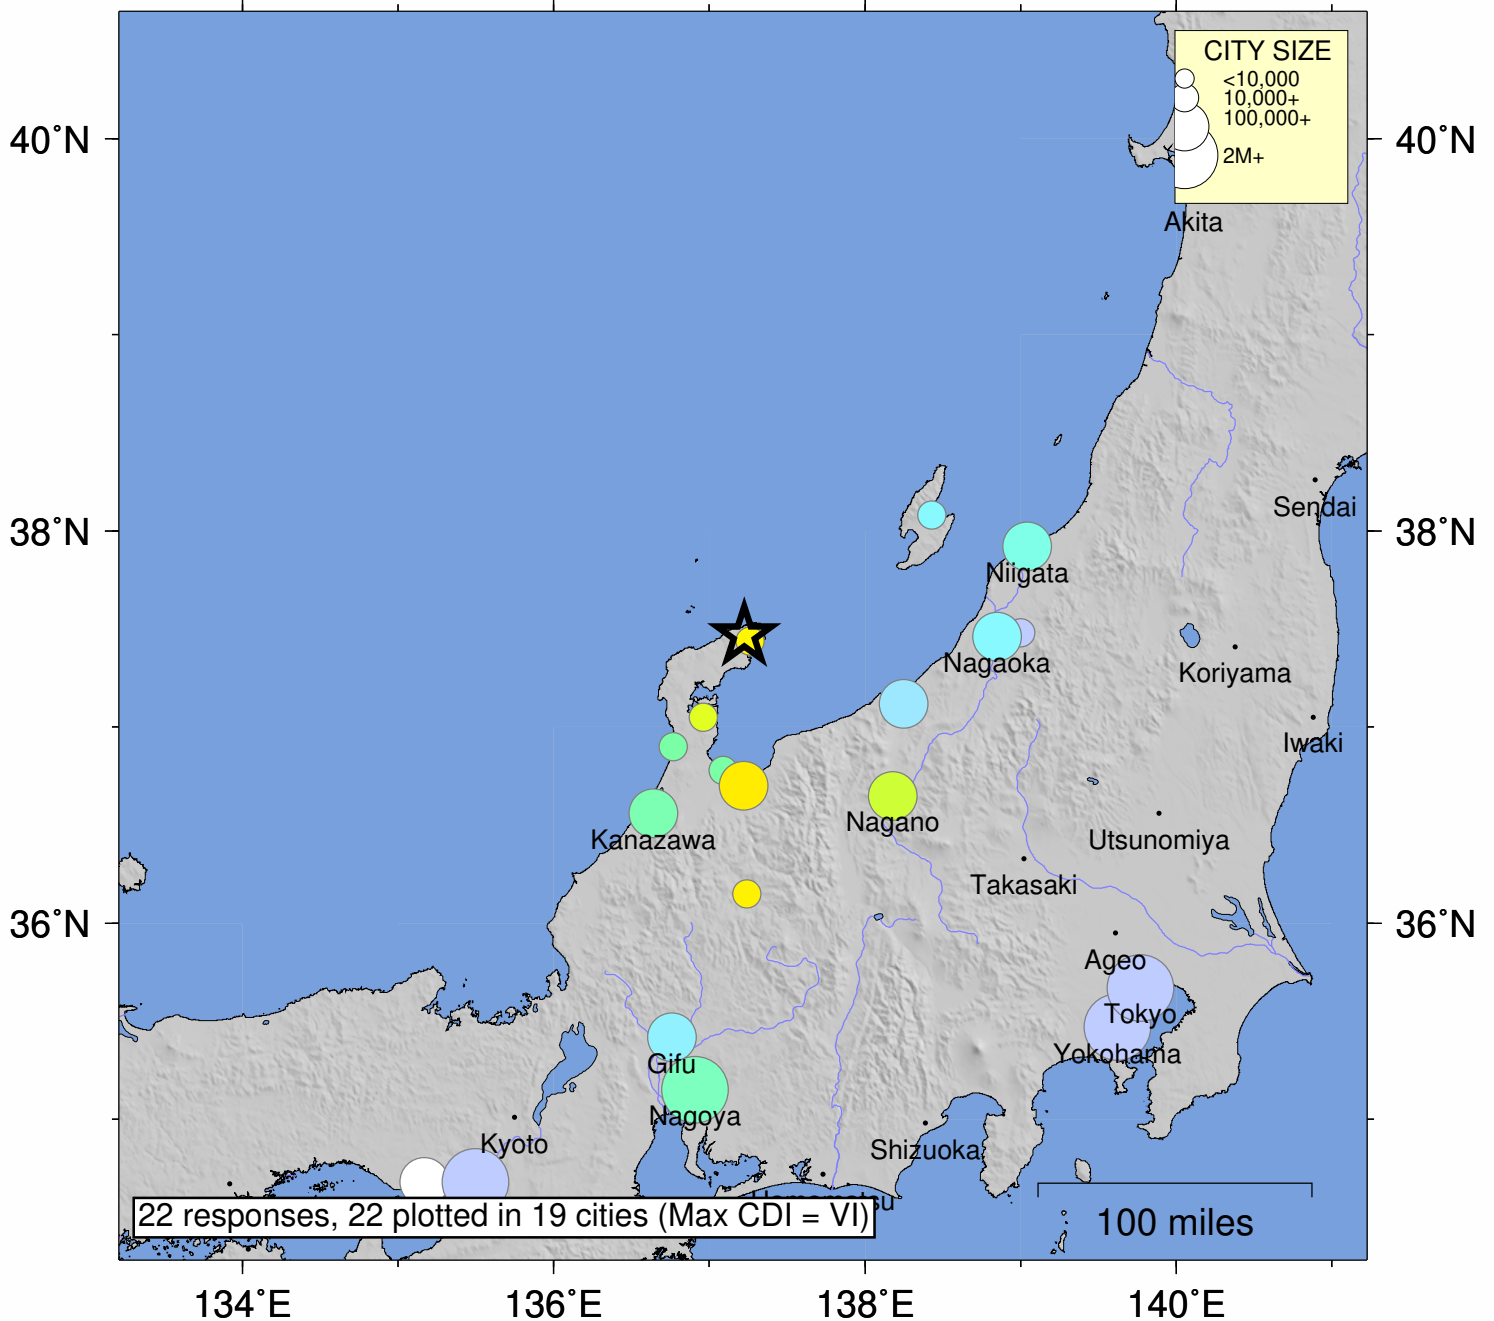 CITY SIZE
<10,000
10,000+
100,000+
2M+
40˚N
40˚N
Akita
Sendai
38˚N
38˚N
Niigata
Nagaoka
Koriyama
Iwaki
Nagano
Kanazawa
Utsunomiya
Takasaki
36˚N
36˚N
Ageo
Tokyo
Yokohama
Gifu
Nagoya
Kyoto
Shizuoka
22 responses, 22 plotted in 19 cities (Max CDI = VI)
100 miles
134˚E
136˚E
138˚E
140˚E